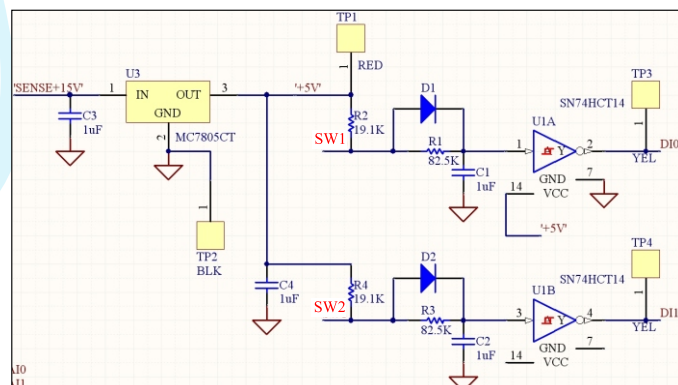 TP1
1
RED
U3
'SENSE+15V'
1
IN
OUT
3
'+5V'
GND
2
MC7805CT
C3
1uF
1
TP2
BLK
R2
19.1K
SW1
D1
R1
82.5K
C1
1uF
TP3
1
SN74HCT14
U1A
1
Y
2
DI0
YEL
GND
7
14
VCC
'+5V'
C4
1uF
R4
19.1K
SW2
D2
R3
82.5K
C2
1uF
TP4
1
SN74HCT14
U1B
3
Y
4
DI1
YEL
GND
7
14
VCC
AI0
AI1